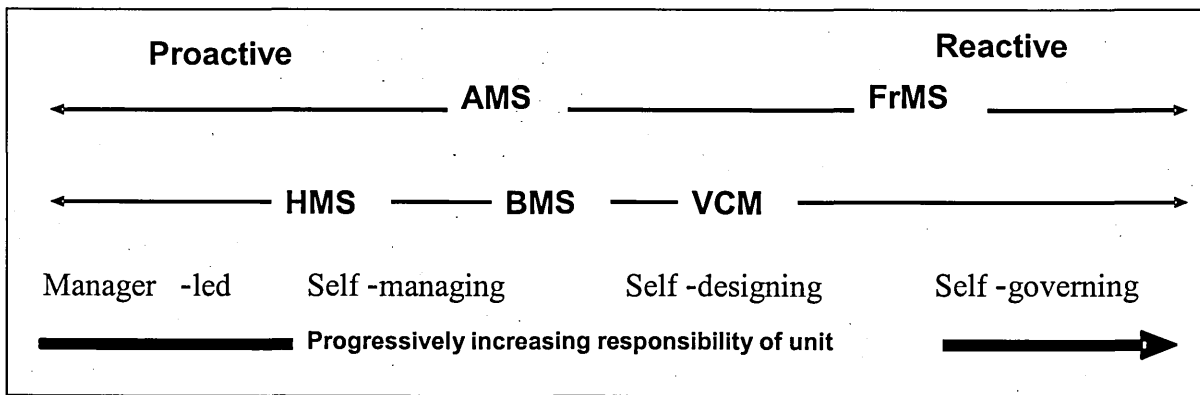 Proactive Reactive
AMS FrMS
HMS BMS VCM
Manager -led Self -managing Self -designing Self -governing
Progressively increasing responsibility of unit